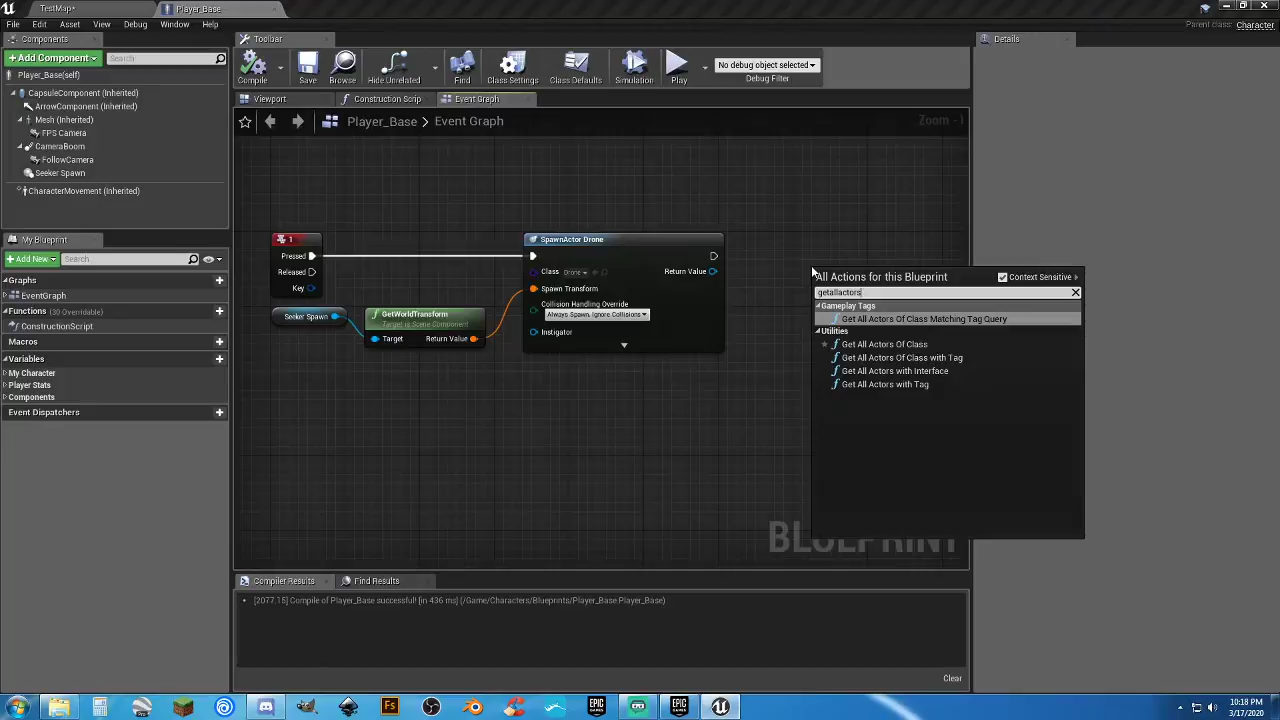 TestMap*
Player_Base
File
Edit
Asset
View
Debug
Window
Help
Parent class: Character
Components
+Add Component
Search
Player_Base(self)
CapsuleComponent (Inherited)
ArrowComponent (Inherited)
Mesh (Inherited)
FPS Camera
CameraBoom
FollowCamera
Seeker Spawn
CharacterMovement (Inherited)
My Blueprint
+Add New
Search
Graphs
EventGraph
Functions (30 Overridable)
ConstructionScript
Macros
Variables
My Character
Player Stats
Components
Event Dispatchers
Toolbar
Compile
Save
Browse
Hide Unrelated
Find
Class Settings
Class Defaults
Simulation
Play
No debug object selected
Debug Filter
Viewport
Construction Scrip
Event Graph
Player_Base > Event Graph
Zoom -1
1
Pressed
Released
Key
Seeker Spawn
GetWorldTransform
Target is Scene Component
Target
Return Value
SpawnActor Drone
Class Drone
Return Value
Spawn Transform
Collision Handling Override
Always Spawn, Ignore Collisions
Instigator
BLUEPRINT
All Actions for this Blueprint
Context Sensitive
getallactors
Gameplay Tags
Get All Actors Of Class Matching Tag Query
Utilities
Get All Actors Of Class
Get All Actors Of Class with Tag
Get All Actors with Interface
Get All Actors with Tag
Details
Compiler Results
Find Results
[2077.15] Compile of Player_Base successful! [in 436 ms] (/Game/Characters/Blueprints/Player_Base.Player_Base)
Clear
Fs
EPIC GAMES
EPIC GAMES
10:18 PM
3/17/2020